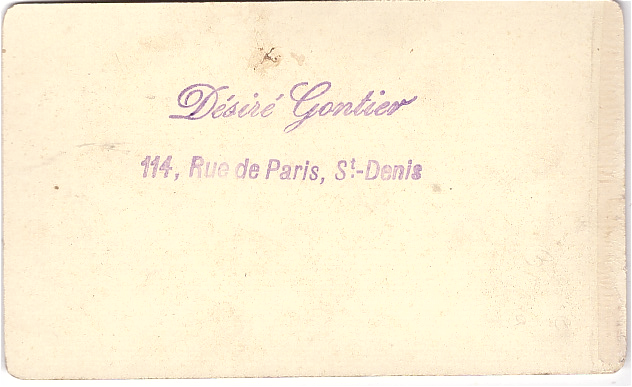 Désiré Gontier
114, Rue de Paris, St-Denis